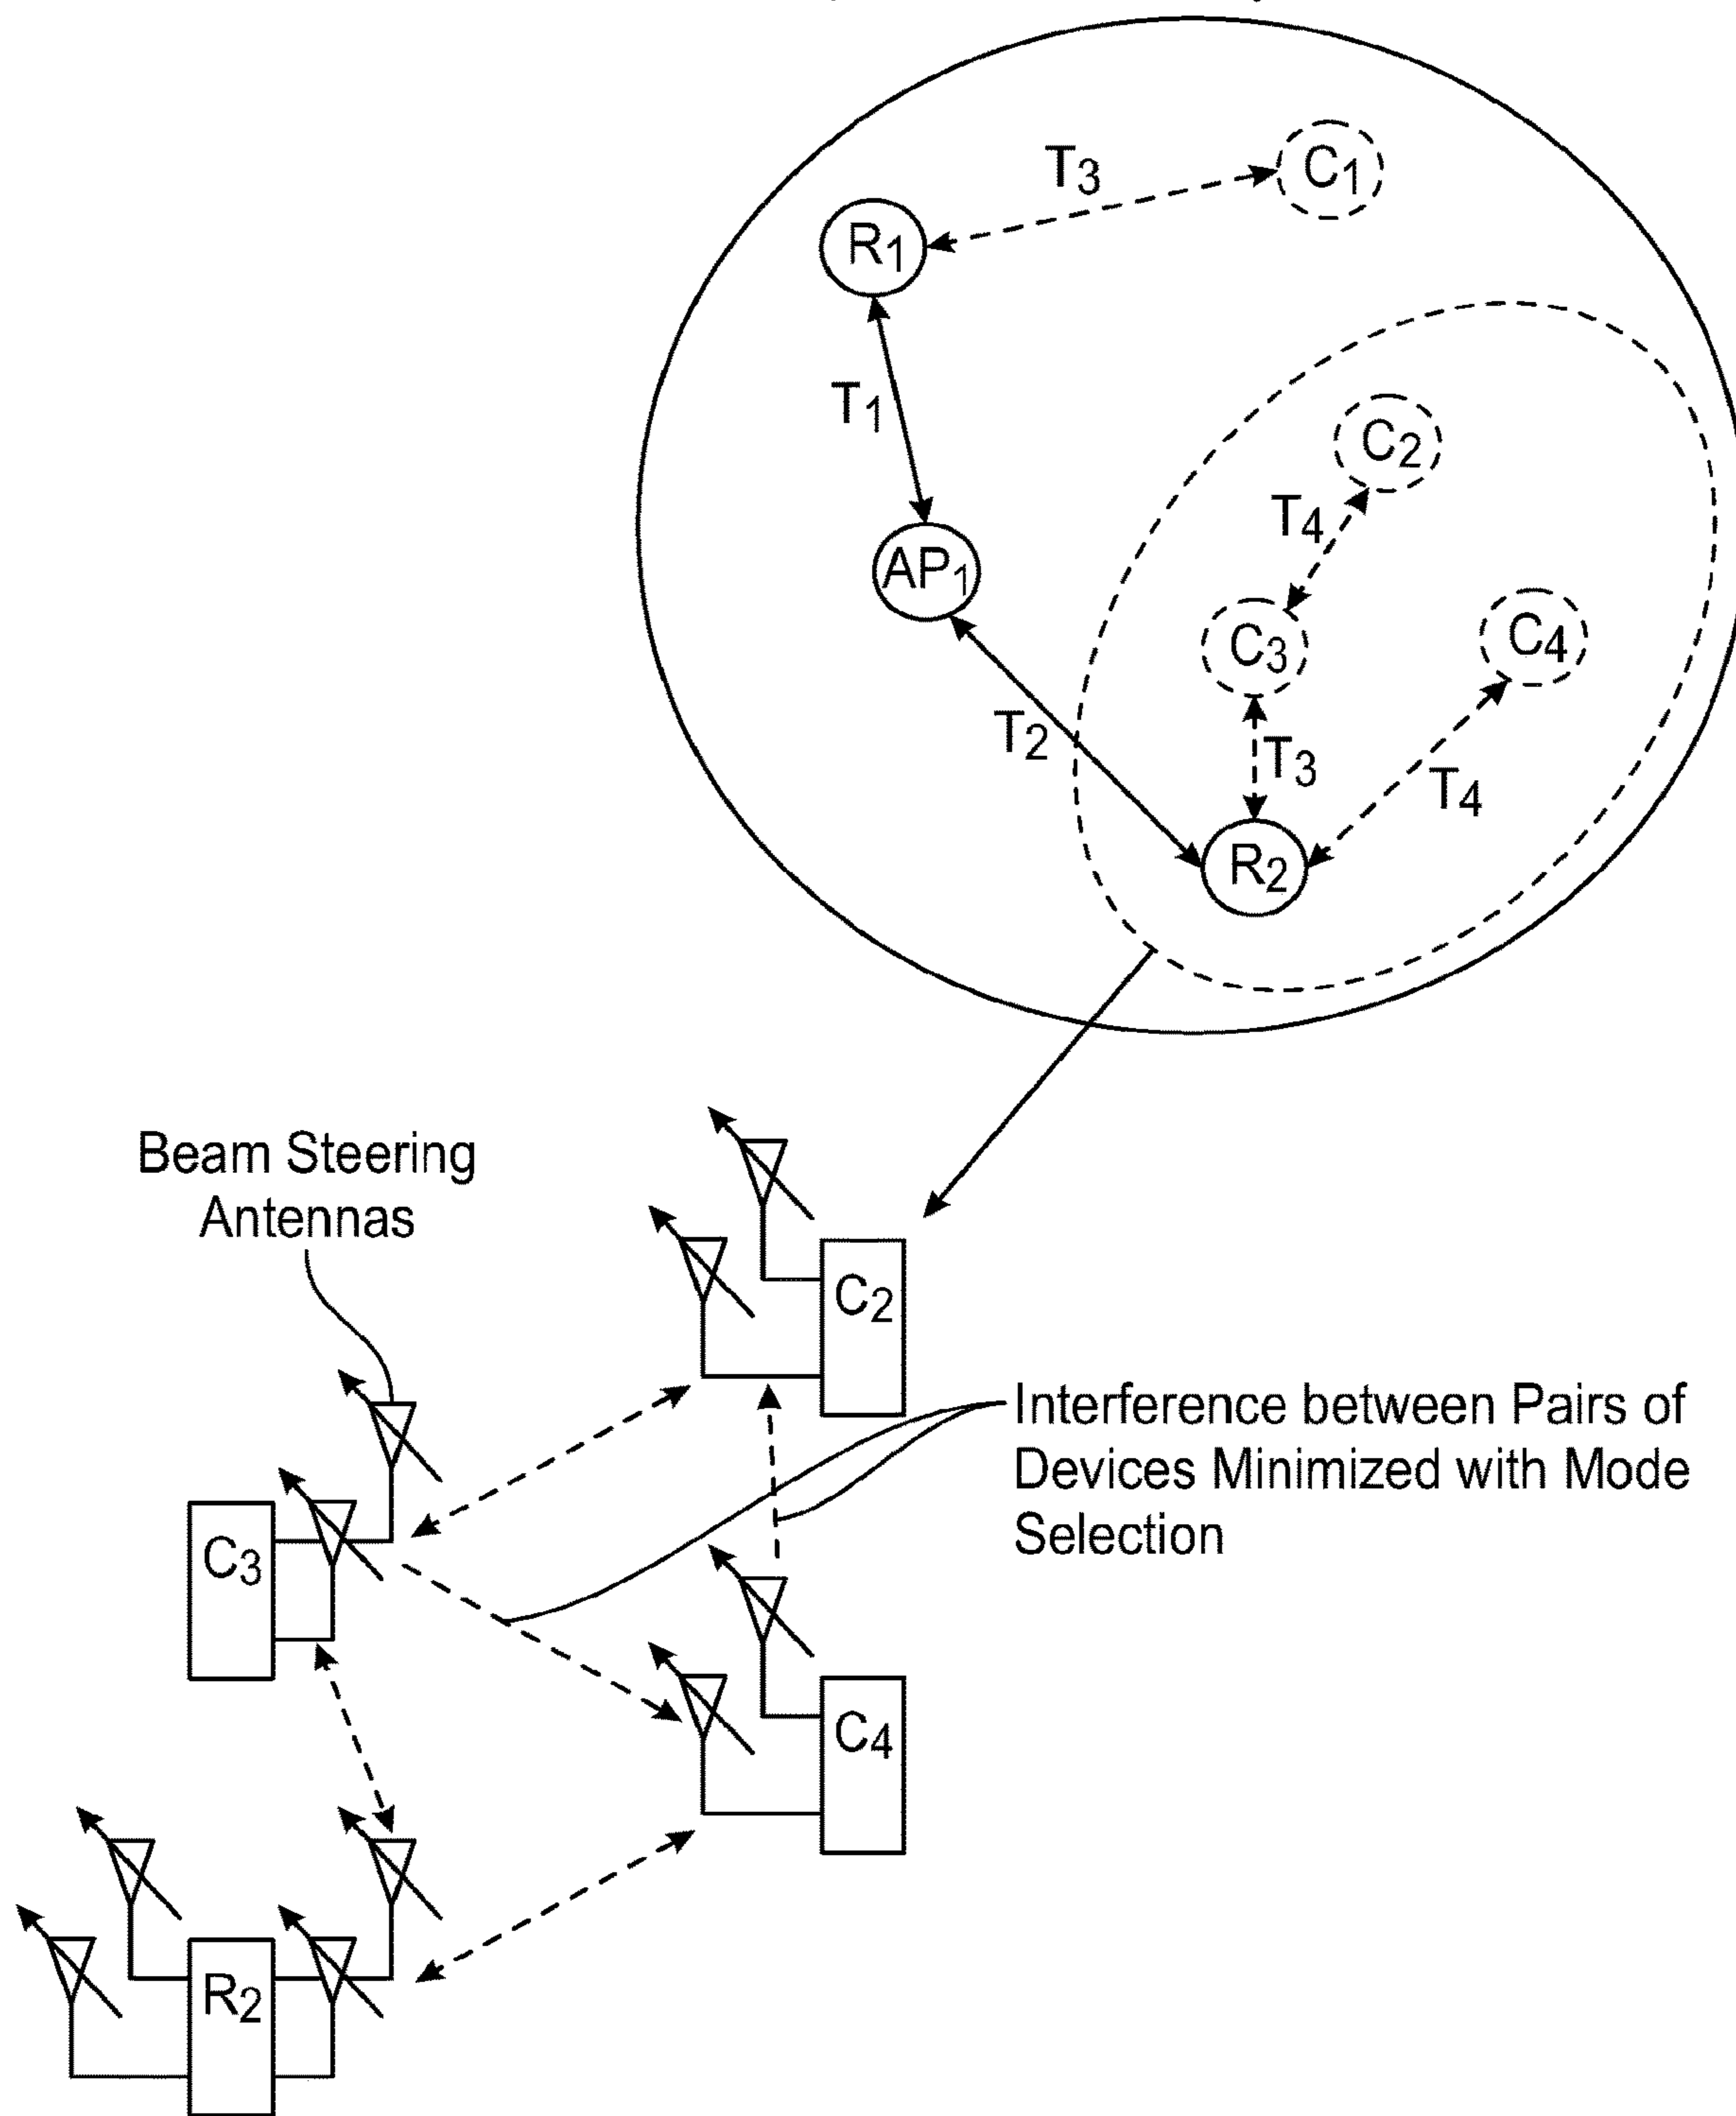 T3
C1
R1
T1
C2
T4
AP1
C3
C4
T2
T3
T4
R2
Beam Steering
Antennas
C2
Interference between Pairs of
Devices Minimized with Mode
Selection
C3
C4
R2